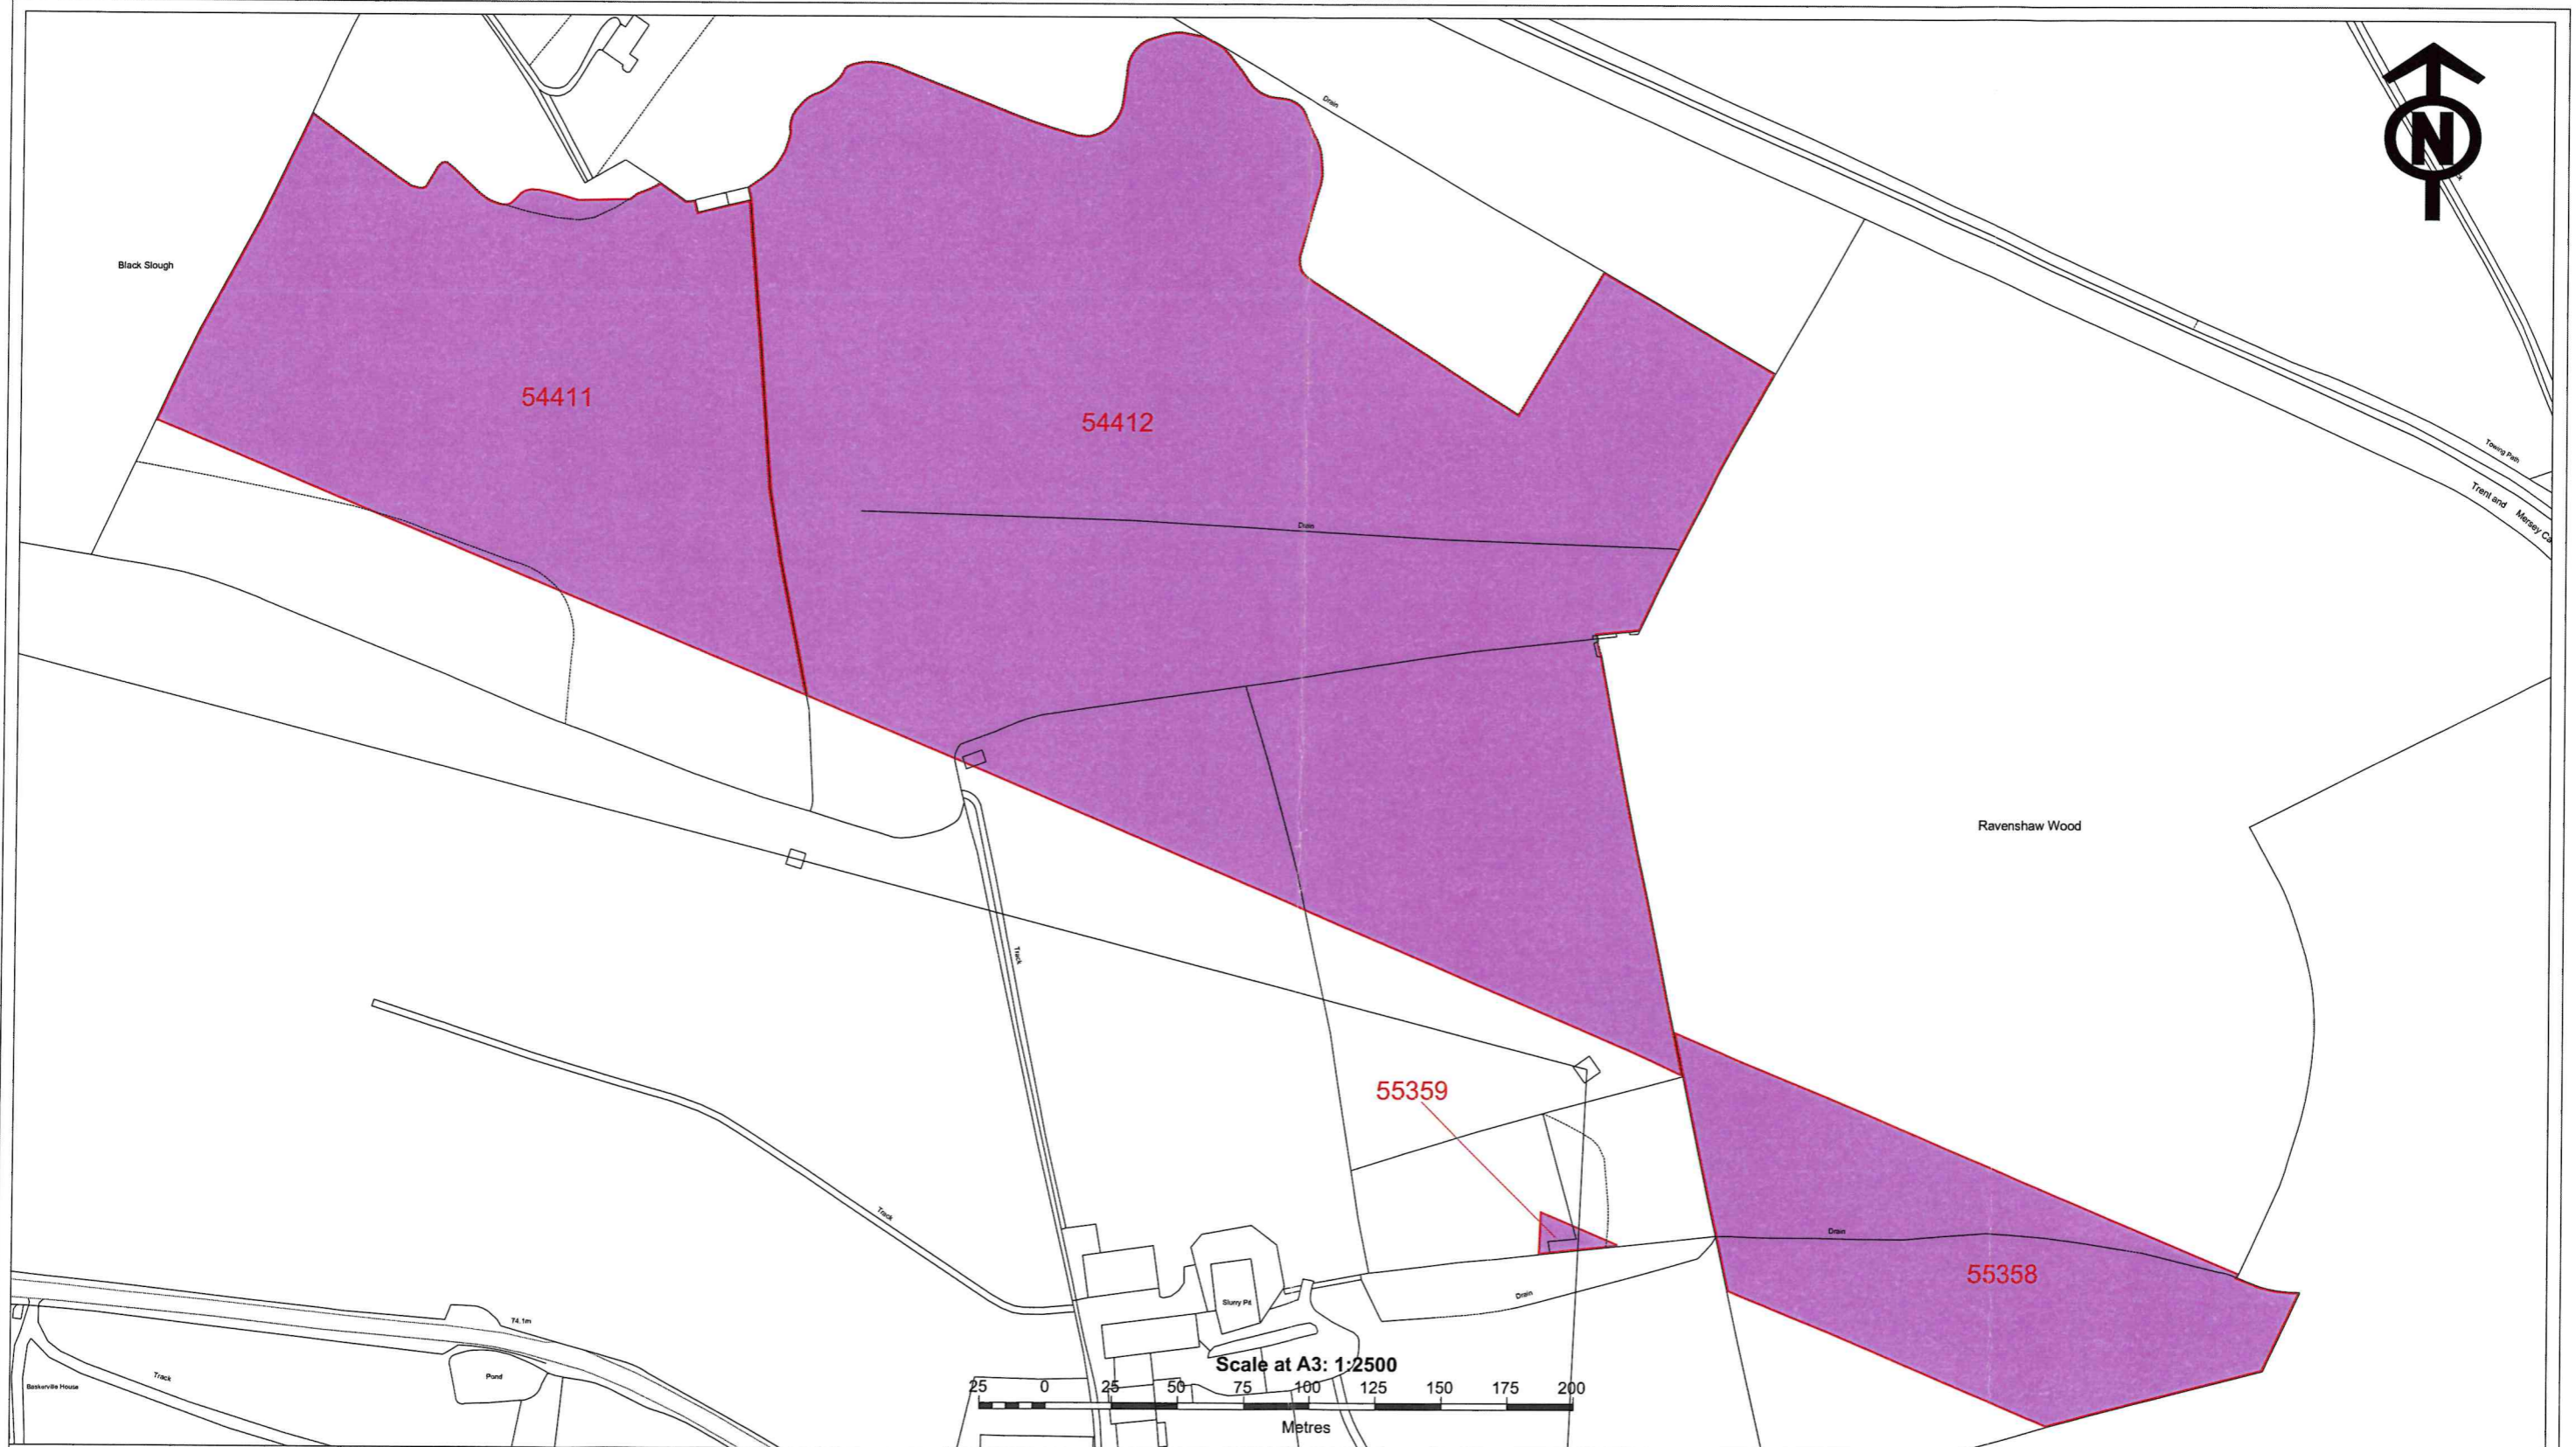 N
Drain
Black Slough
54411
54412
Towing Path
Trent and Mersey Ca
Drain
Ravenshaw Wood
Track
55359
Track
Drain
55358
Drain
Slurry Pit
74.1m
Pond
Track
Baskerville House
Scale at A3: 1:2500
25 0 25 50 75 100 125 150 175 200
Metres